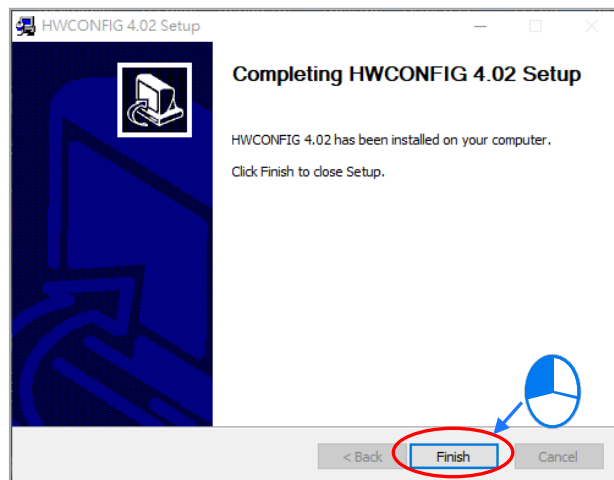 HWCONFIG 4.02 Setup
Completing HWCONFIG 4.02 Setup
HWCONFIG 4.02 has been installed on your computer.
Click Finish to close Setup.
< Back
Finish
Cancel